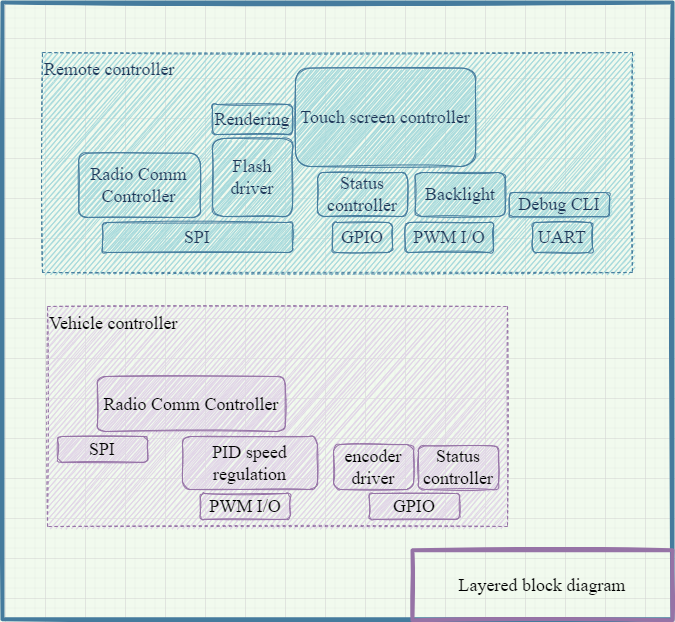 Remote controller
Touch screen controller
Rendering
Radio Comm
Controller
Flash
driver
Status
controller
Backlight
Debug CLI
SPI
GPIO
PWM I/O
UART
Vehicle controller
Radio Comm Controller
SPI
PID speed
regulation
encoder
driver
Status
controller
PWM I/O
GPIO
Layered block diagram